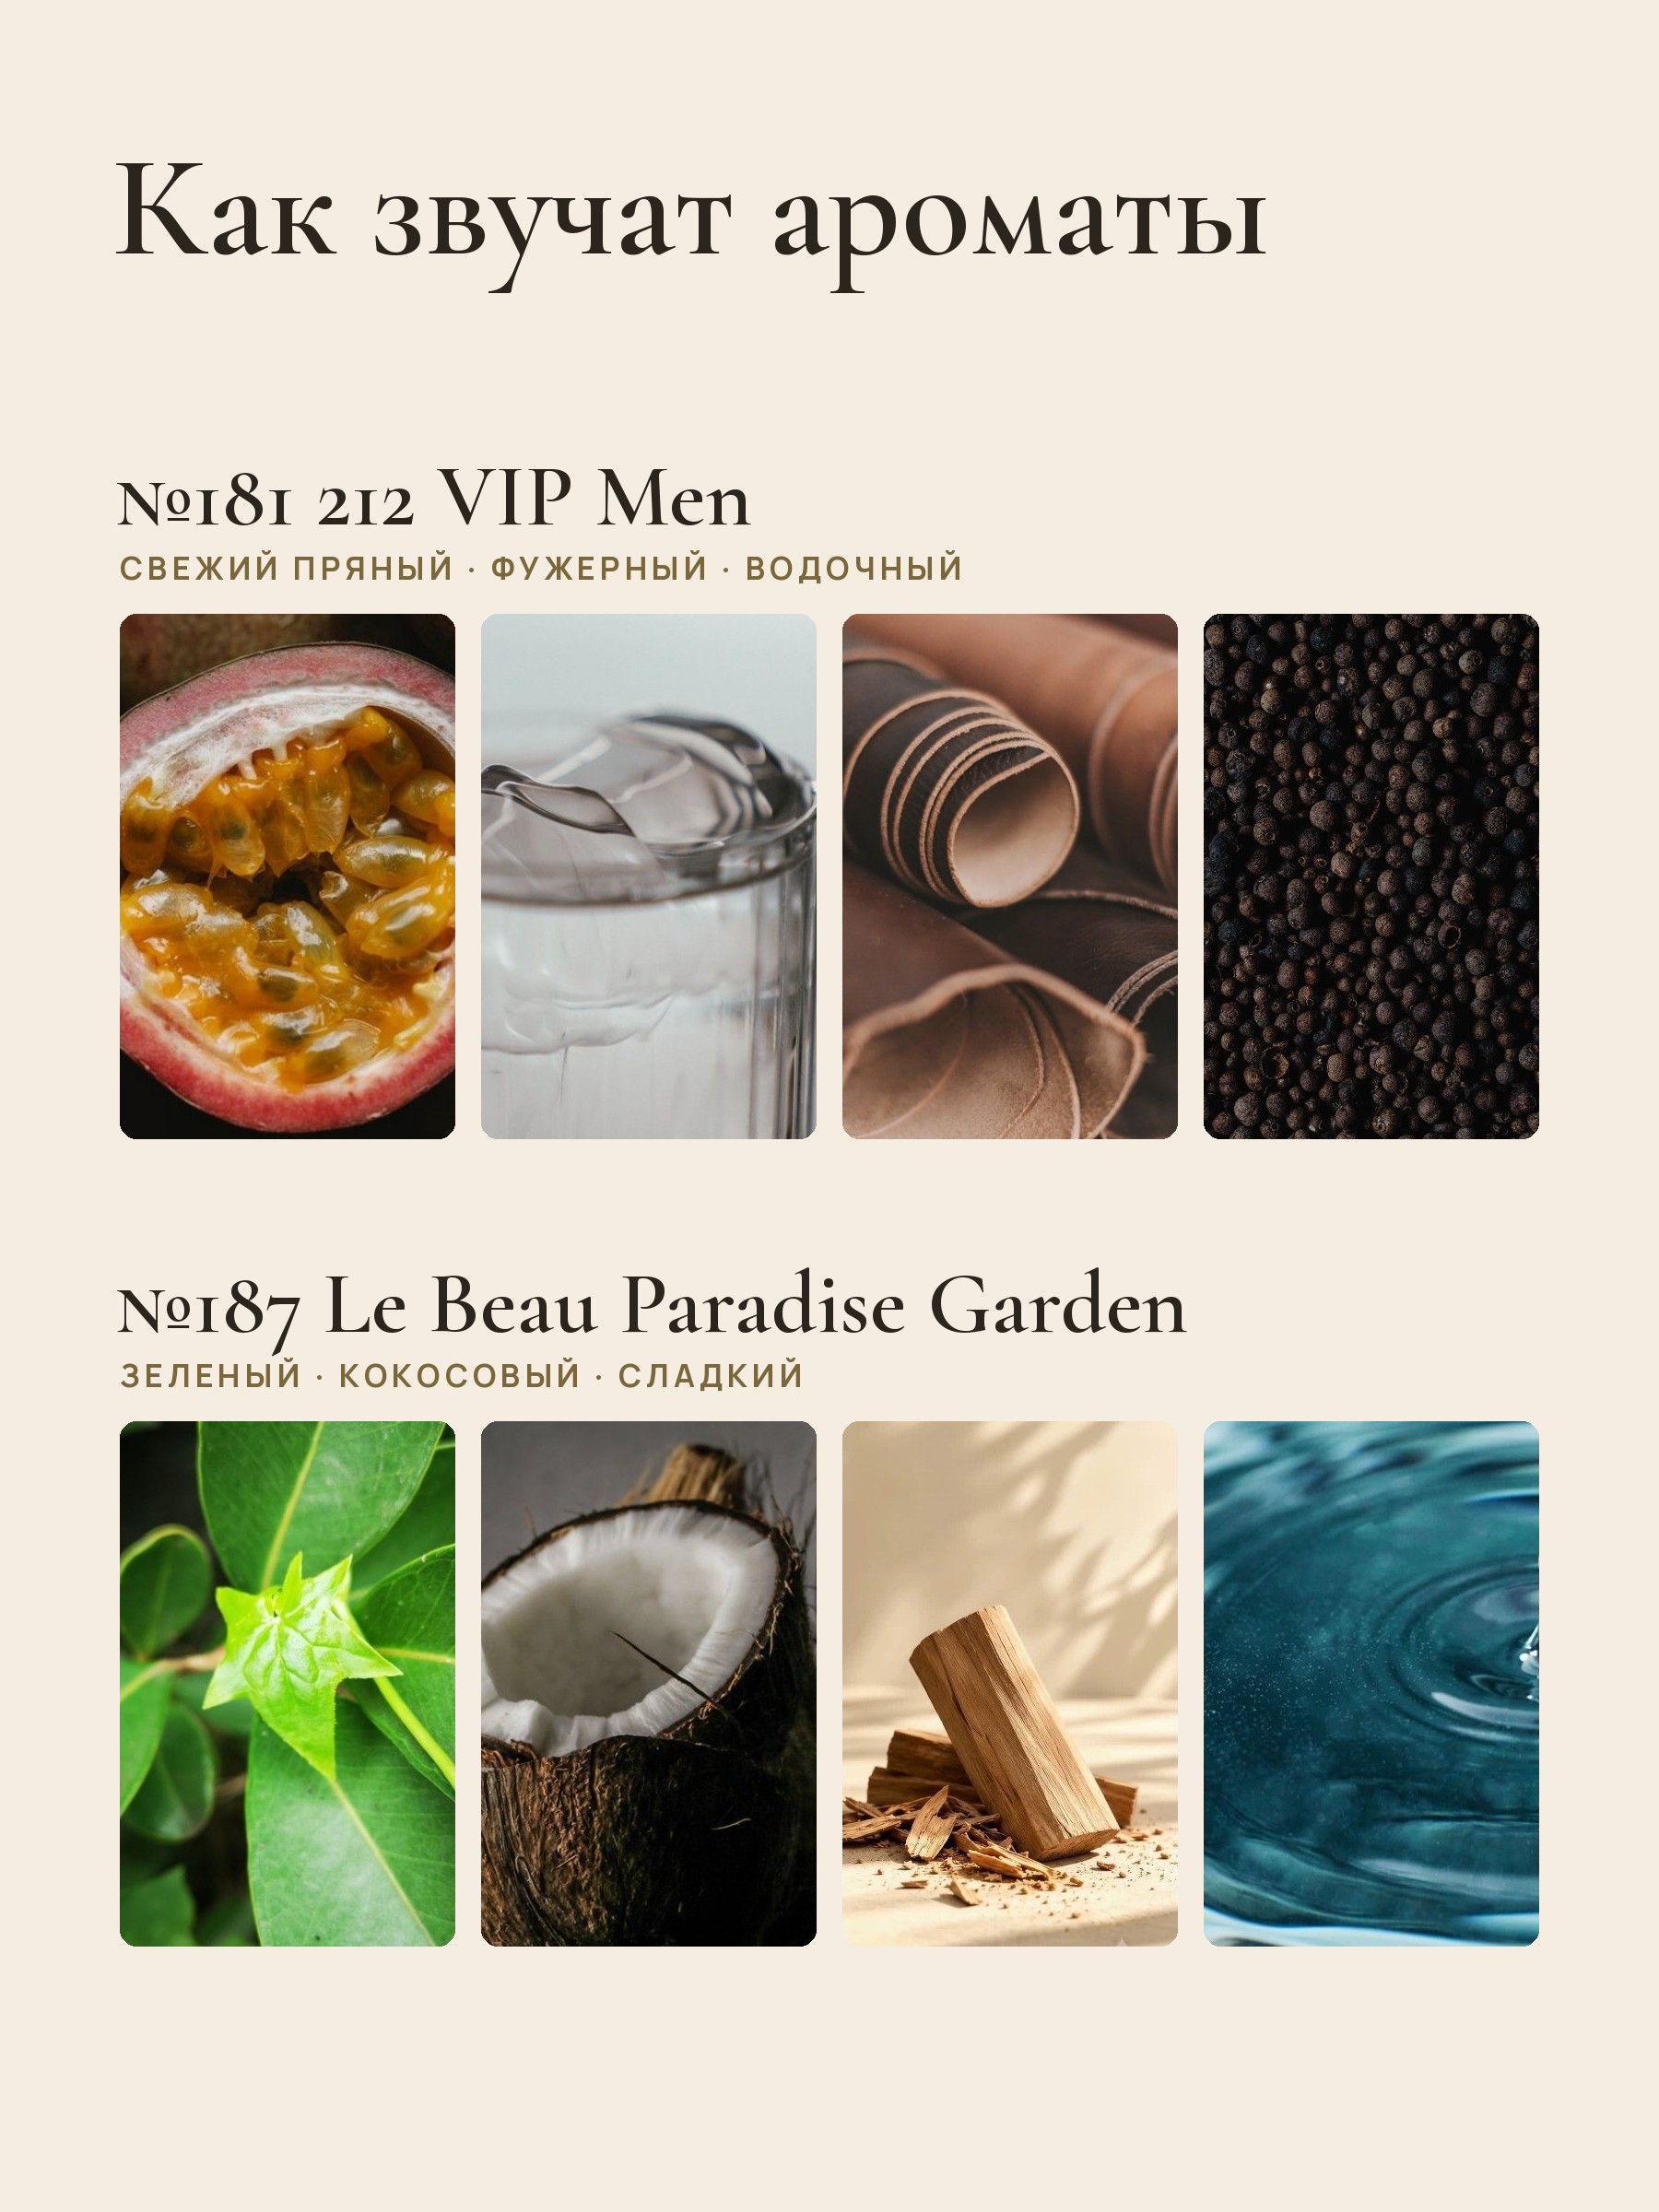 Как звучат ароматы
№181 212 VIP Men
СВЕЖИЙ ПРЯНЫЙ · ФУЖЕРНЫЙ · ВОДОЧНЫЙ
№187 Le Beau Paradise Garden
ЗЕЛЕНЫЙ · КОКОСОВЫЙ · СЛАДКИЙ